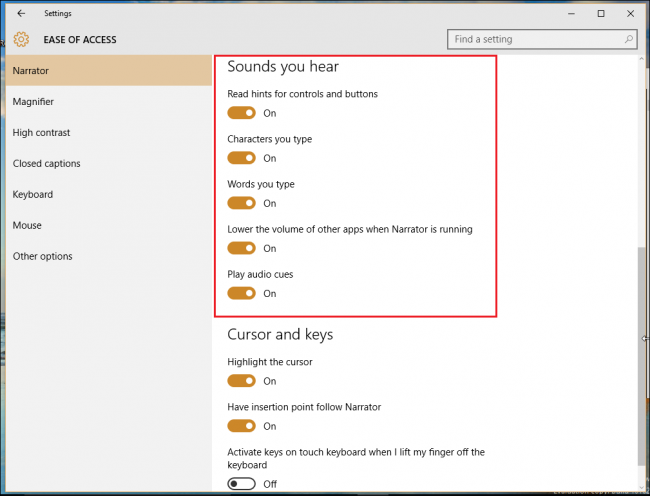 Settings
EASE OF ACCESS
Find a setting
Narrator
Magnifier
High contrast
Closed captions
Keyboard
Mouse
Other options
Sounds you hear
Read hints for controls and buttons
On
Characters you type
On
Words you type
On
Lower the volume of other apps when Narrator is running
On
Play audio cues
On
Cursor and keys
Highlight the cursor
On
Have insertion point follow Narrator
On
Activate keys on touch keyboard when I lift my finger off the
keyboard
Off